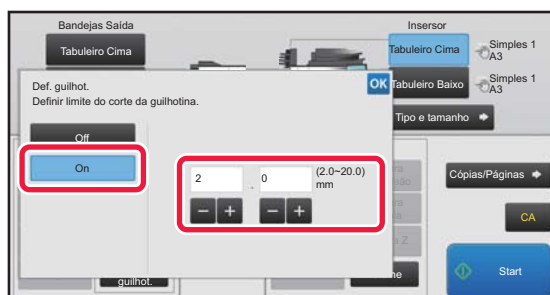 Bandejas Saída
Insersor
Tabuleiro Cima
Tabuleiro Cima
Simples 1
A3
Def. guilhot.
Definir limite do corte da guilhotina.
OK
Tabuleiro Baixo
Simples 1
A3
Tipo e tamanho
Off
On
2 . 0 (2.0~20.0)
mm
Cópias/Páginas
CA
Z
guilhot.
Start